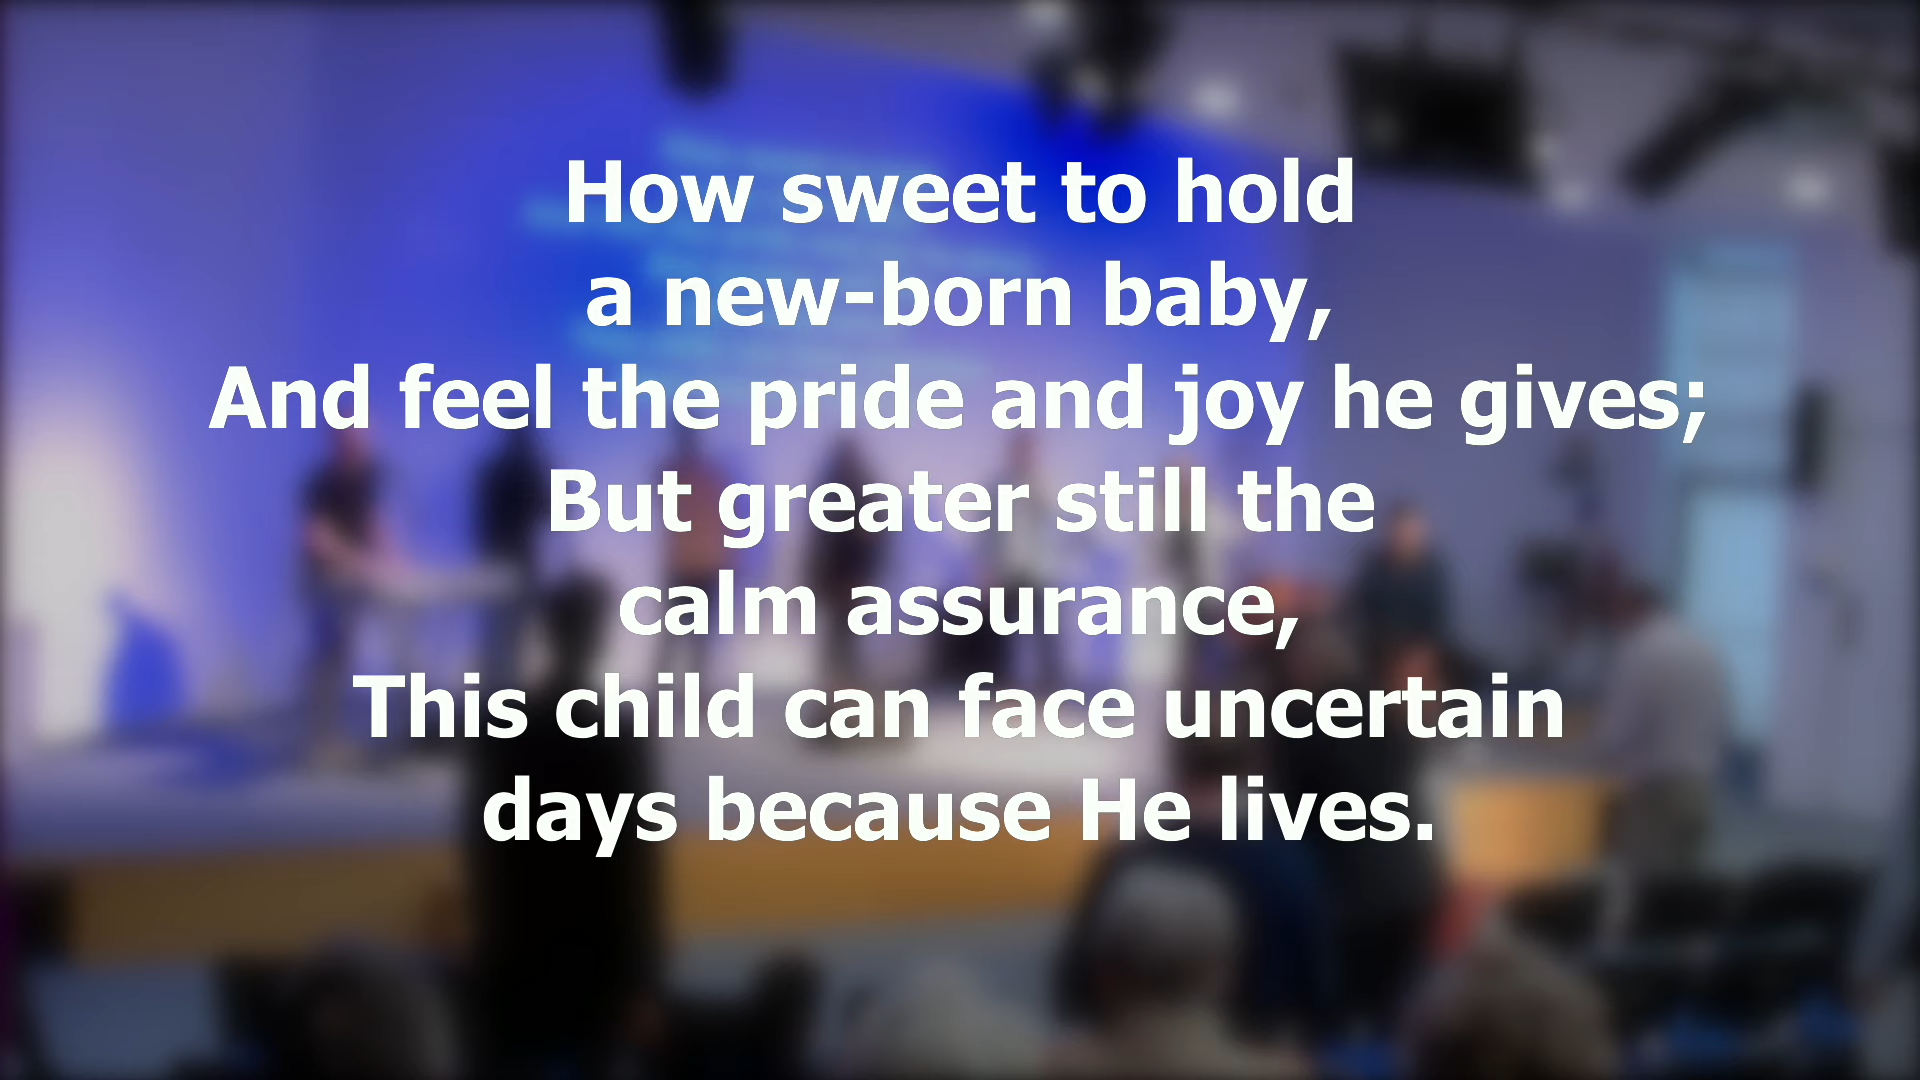 How sweet to hold
a new-born baby,
And feel the pride and joy he gives;
But greater still the
calm assurance,
This child can face uncertain
days because He lives.